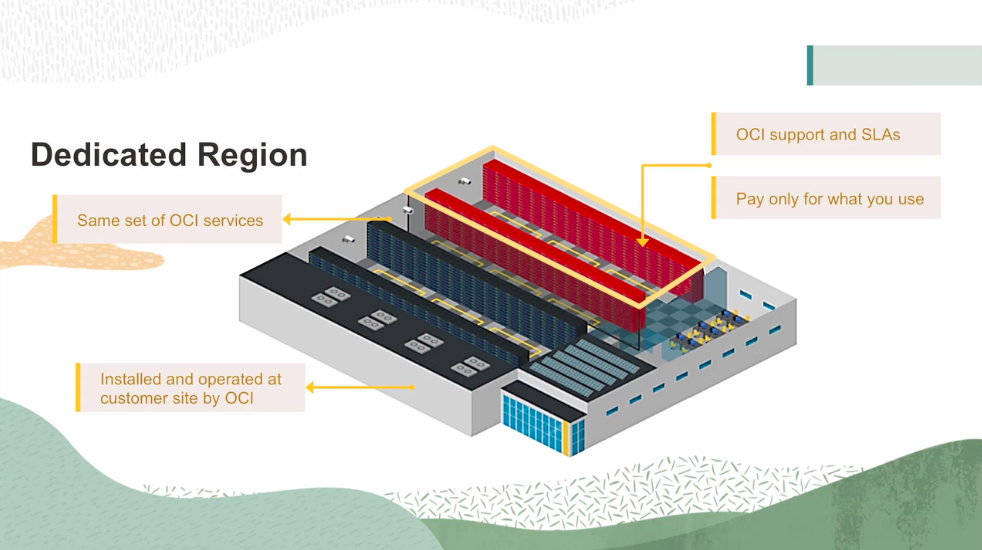 Dedicated Region
OCI support and SLAs
Pay only for what you use
Same set of OCI services
Installed and operated at
customer site by OCI